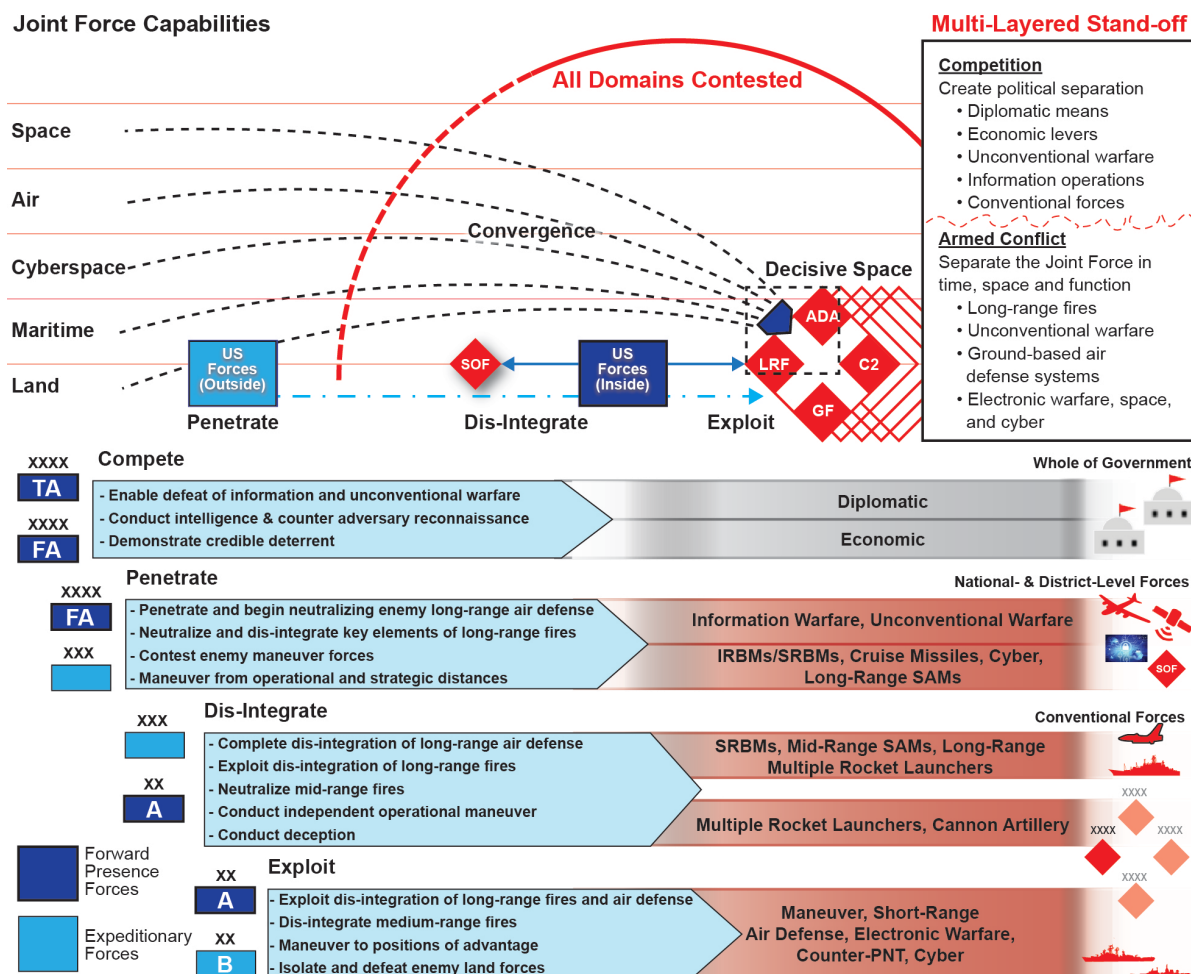 Joint Force Capabilities
Multi-Layered Stand-off
All Domains Contested
Space
Air
Cyberspace
Maritime
Land
Convergence
Decisive Space
US
Forces
(Outside)
SOF
US
Forces
(Inside)
ADA
LRF
C2
GF
Penetrate
Dis-Integrate
Exploit
Competition
Create political separation
• Diplomatic means
• Economic levers
• Unconventional warfare
• Information operations
• Conventional forces
Armed Conflict
Separate the Joint Force in
time, space and function
• Long-range fires
• Unconventional warfare
• Ground-based air
defense systems
• Electronic warfare, space,
and cyber
XXXX
TA
XXXX
FA
Compete
- Enable defeat of information and unconventional warfare
- Conduct intelligence & counter adversary reconnaissance
- Demonstrate credible deterrent
Diplomatic
Economic
Whole of Government
XXXX
FA
XXX
Penetrate
- Penetrate and begin neutralizing enemy long-range air defense
- Neutralize and dis-integrate key elements of long-range fires
- Contest enemy maneuver forces
- Maneuver from operational and strategic distances
Information Warfare, Unconventional Warfare
IRBMs/SRBMs, Cruise Missiles, Cyber,
Long-Range SAMs
National- & District-Level Forces
SOF
XXX
XX
A
Dis-Integrate
- Complete dis-integration of long-range air defense
- Exploit dis-integration of long-range fires
- Neutralize mid-range fires
- Conduct independent operational maneuver
- Conduct deception
SRBMs, Mid-Range SAMs, Long-Range
Multiple Rocket Launchers
Multiple Rocket Launchers, Cannon Artillery
Conventional Forces
XXXX
XXXX
XXXX
XXXX
Forward
Presence
Forces
Expeditionary
Forces
XX
A
XX
B
Exploit
- Exploit dis-integration of long-range fires and air defense
- Dis-integrate medium-range fires
- Maneuver to positions of advantage
- Isolate and defeat enemy land forces
Maneuver, Short-Range
Air Defense, Electronic Warfare,
Counter-PNT, Cyber